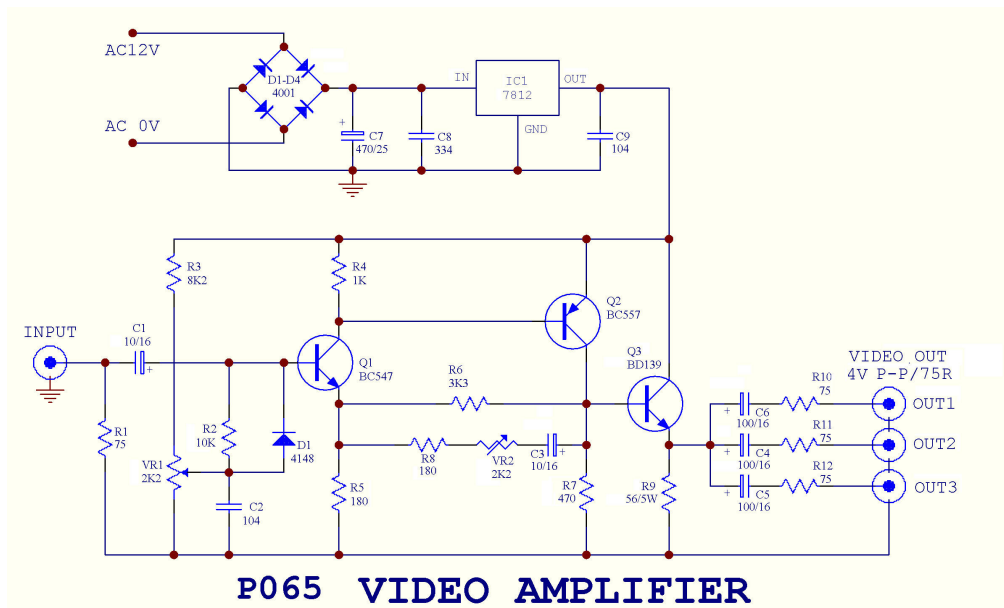 AC12V
AC 0V
D1-D4
4001
+
C7
470/25
C8
334
IN
IC1
7812
OUT
GND
C9
104
R3
8K2
R4
1K
Q2
BC557
INPUT
C1
10/16
+
Q1
BC547
R6
3K3
Q3
BD139
VIDEO OUT
4V P-P/75R
R1
75
R2
10K
D1
4148
VR1
2K2
C2
104
R5
180
R8
180
VR2
2K2
+
C3
10/16
R7
470
R9
56/5W
+
C6
100/16
R10
75
OUT1
+
C4
100/16
R11
75
OUT2
+
C5
100/16
R12
75
OUT3
P065 VIDEO AMPLIFIER